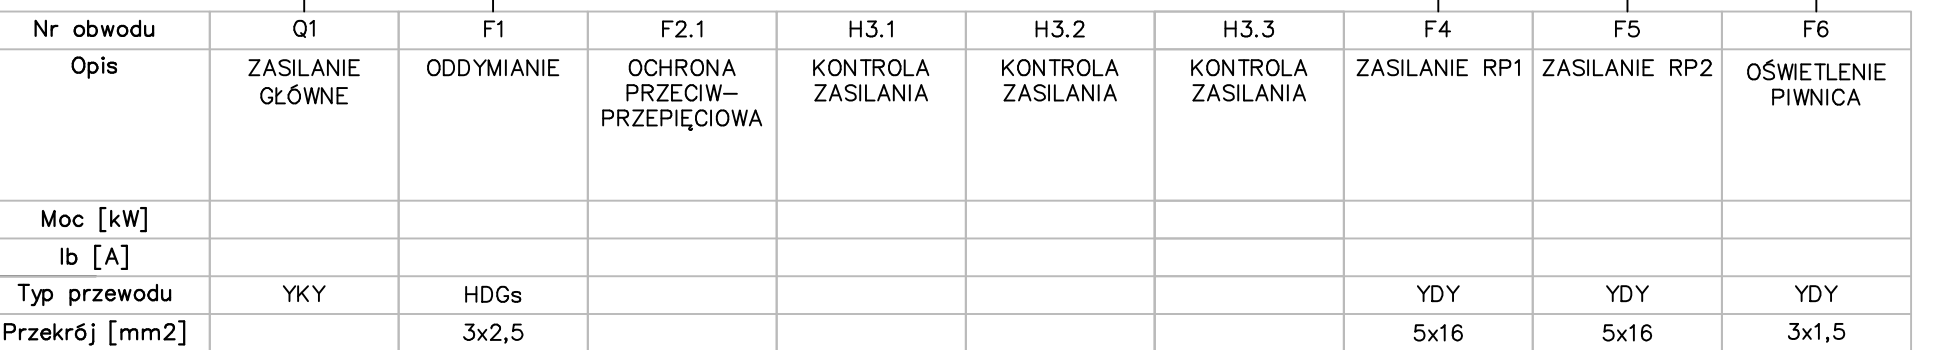 Nr obwodu Q1 F1 F2.1 H3.1 H3.2 H3.3 F4 F5 F6
Opis ZASILANIE ODDYMIANIE OCHRONA KONTROLA KONTROLA KONTROLA ZASILANIE RP1 ZASILANIE RP2 OŚWIETLENIE
GŁÓWNE PRZECIW– ZASILANIA ZASILANIA ZASILANIA PIWNICA
PRZEPIĘCIOWA
Moc [kW]
Ib [A]
Typ przewodu YKY HDGs YDY YDY YDY
Przekrój [mm2] 3x2,5 5x16 5x16 3x1,5